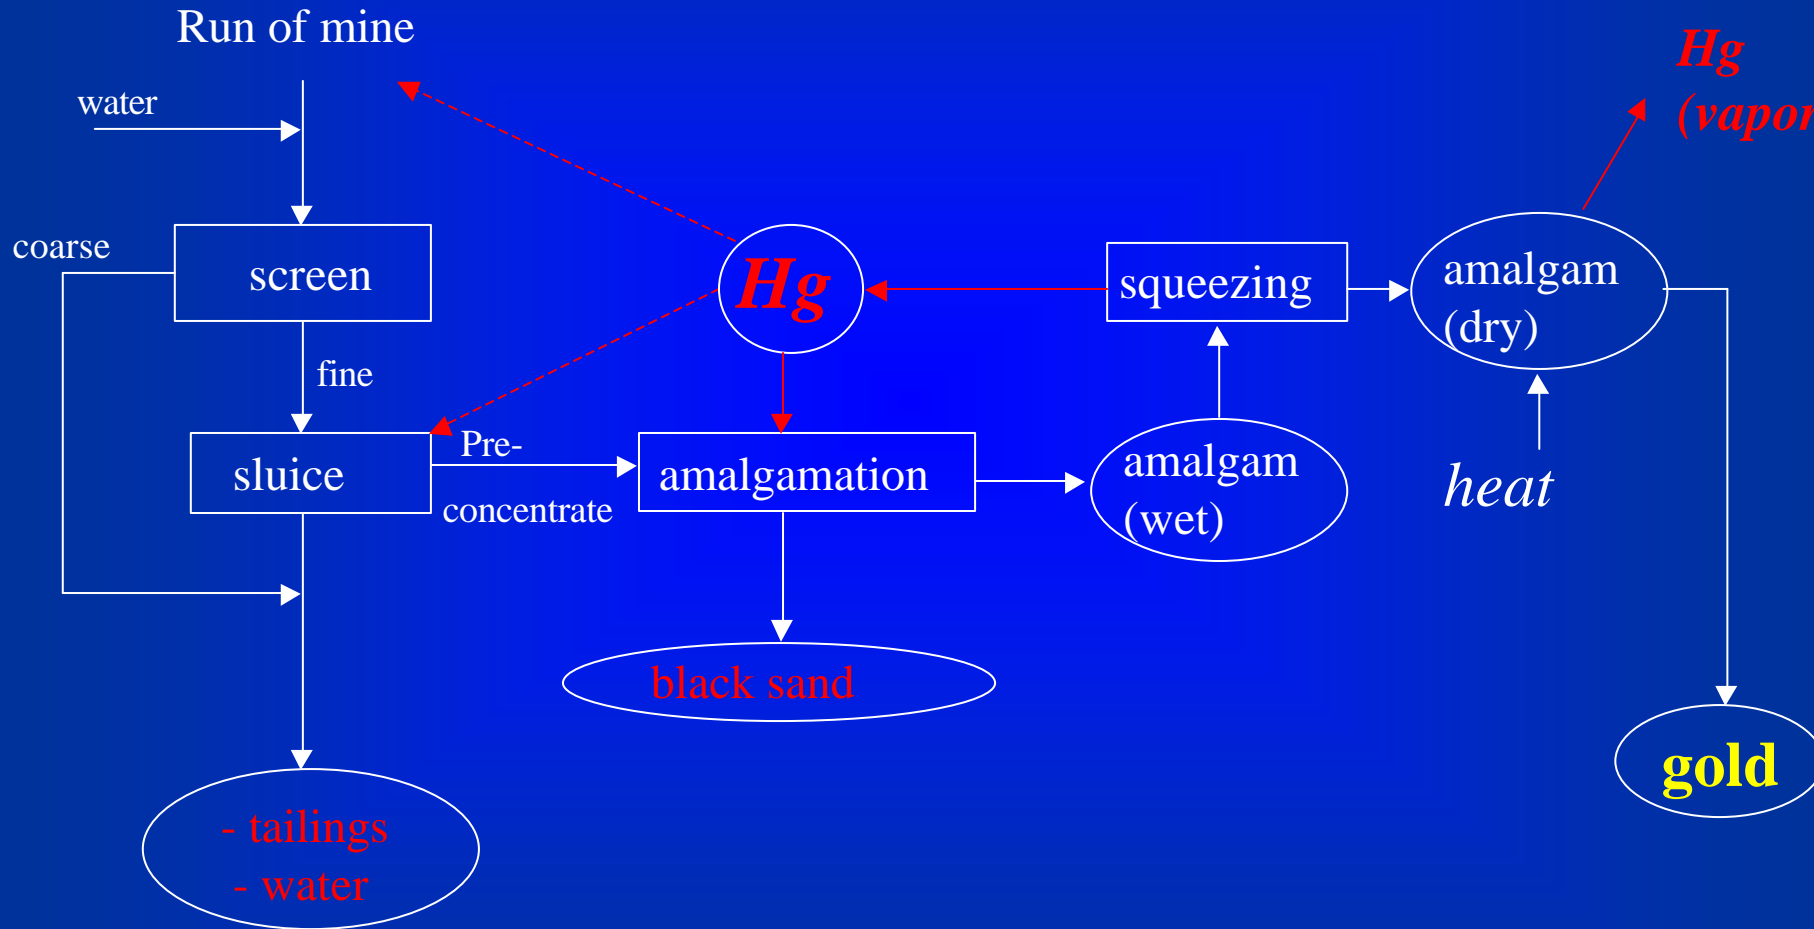 Run of mine
Hg
(vapor
water
coarse
screen
Hg
squeezing
amalgam
(dry)
fine
Pre-
sluice
concentrate
amalgamation
amalgam
(wet)
heat
black sand
gold
- tailings
- water